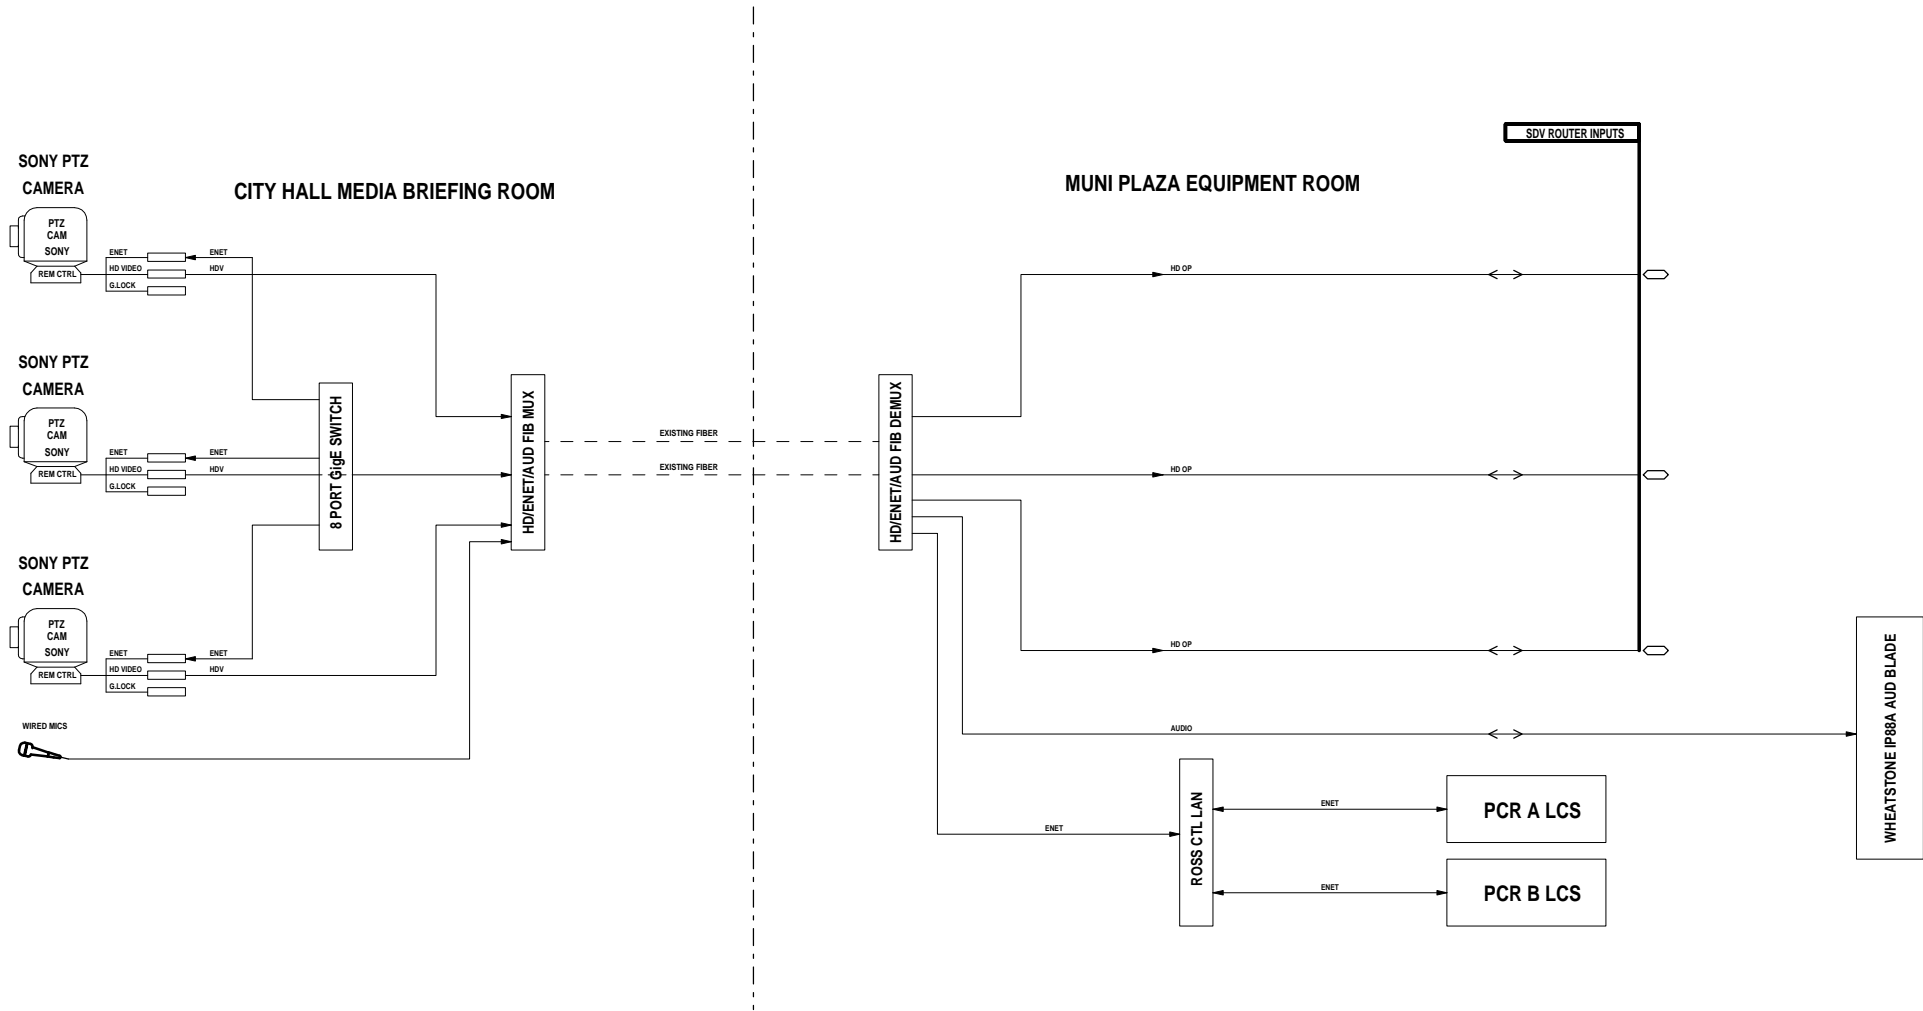 SDV ROUTER INPUTS
SONY PTZ
CAMERA
CITY HALL MEDIA BRIEFING ROOM
MUNI PLAZA EQUIPMENT ROOM
PTZ
CAM
SONY
REM CTRL
ENET
ENET
HD VIDEO
HDV
G.LOCK
HD OP
SONY PTZ
CAMERA
PTZ
CAM
SONY
REM CTRL
ENET
ENET
HD VIDEO
HDV
G.LOCK
8 PORT GigE SWITCH
HD/ENET/AUD FIB MUX
EXISTING FIBER
EXISTING FIBER
HD/ENET/AUD FIB DEMUX
HD OP
SONY PTZ
CAMERA
PTZ
CAM
SONY
REM CTRL
ENET
ENET
HD VIDEO
HDV
G.LOCK
HD OP
WIRED MICS
AUDIO
WHEATSTONE IP88A AUD BLADE
ENET
ROSS CTL LAN
ENET
PCR A LCS
ENET
PCR B LCS